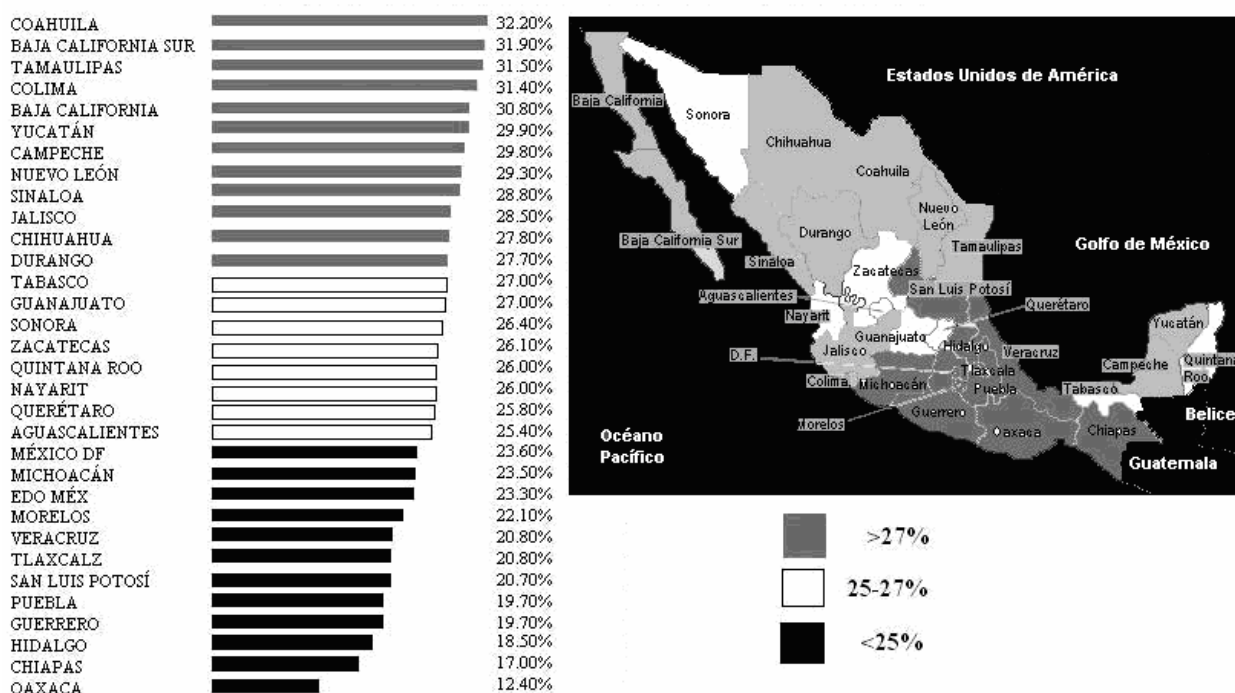 COAHUILA 32.20%
BAJA CALIFORNIA SUR 31.90%
TAMAULIPAS 31.50%
COLIMA 31.40%
BAJA CALIFORNIA 30.80%
YUCATÁN 29.90%
CAMPECHE 29.80%
NUEVO LEÓN 29.30%
SINALOA 28.80%
JALISCO 28.50%
CHIHUAHUA 27.80%
DURANGO 27.70%
TABASCO 27.00%
GUANAJUATO 27.00%
SONORA 26.40%
ZACATECAS 26.10%
QUINTANA ROO 26.00%
NAYARIT 26.00%
QUERÉTARO 25.80%
AGUASCALIENTES 25.40%
MÉXICO DF 23.60%
MICHOACÁN 23.50%
EDO MÉX 23.30%
MORELOS 22.10%
VERACRUZ 20.80%
TLAXCALZ 20.80%
SAN LUIS POTOSÍ 20.70%
PUEBLA 19.70%
GUERRERO 19.70%
HIDALGO 18.50%
CHIAPAS 17.00%
OAXACA 12.40%
Estados Unidos de América
Baja California
Sonora
Chihuahua
Coahuila
Nuevo
León
Durango
Baja California Sur
Tamaulipas
Golfo de México
Sinaloa
Zacatecas
San Luis Potosí
Aguascalientes
Querétaro
Nayarit
Yucatán
Guanajuato
Hidalgo
Veracruz
Jalisco
D.F.
Campeche
Quintana
Roo
Tlaxcala
Colima
Michoacán
Puebla
Tabasco
Morelos
Guerrero
Belice
Océano
Pacífico
Oaxaca
Chiapas
Guatemala
>27%
25-27%
<25%